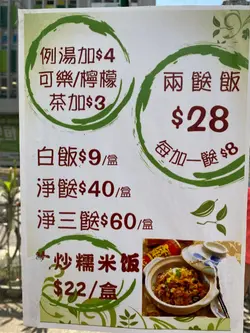 例湯加$4
可樂/檸檬
茶加$3
兩餸飯
$28
每加一餸$8
白飯$9/盒
淨餸$40/盒
淨三餸$60/盒
炒糯米饭
$22/盒